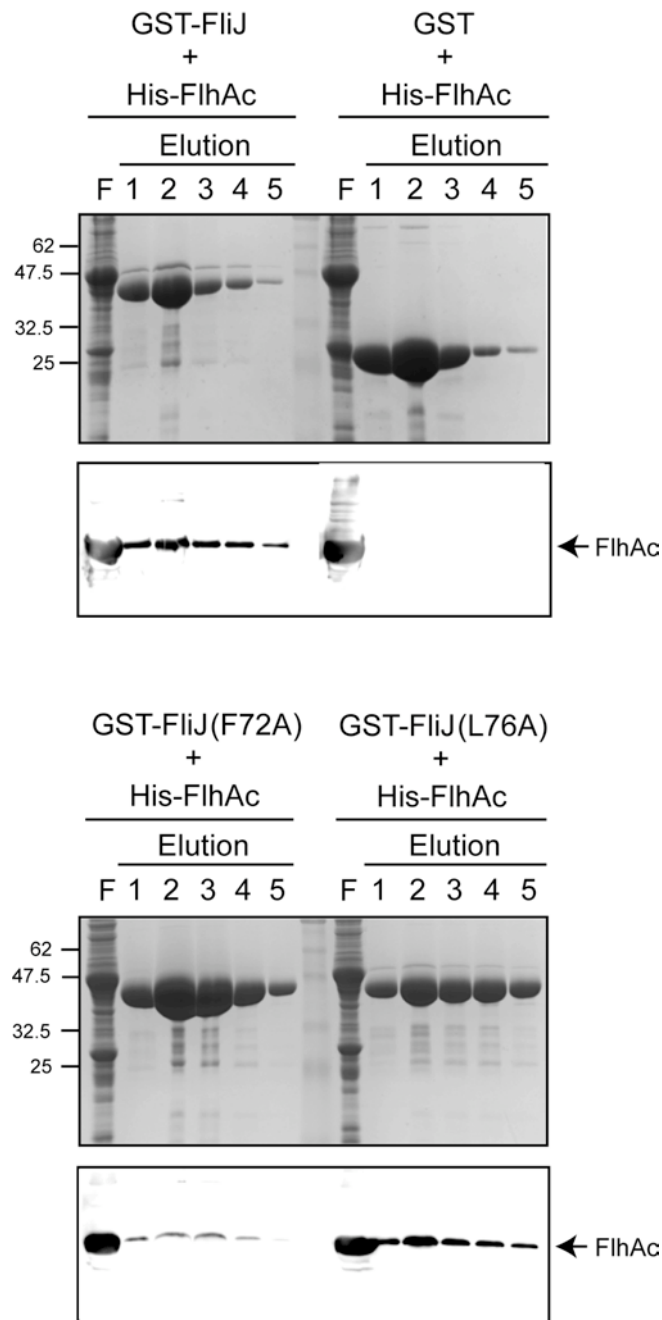 GST-FliJ GST
+ +
His-FlhAc His-FlhAc
Elution Elution
F 1 2 3 4 5 F 1 2 3 4 5
62
47.5
32.5
25
FlhAc
GST-FliJ(F72A) GST-FliJ(L76A)
+ +
His-FlhAc His-FlhAc
Elution Elution
F 1 2 3 4 5 F 1 2 3 4 5
62
47.5
32.5
25
FlhAc